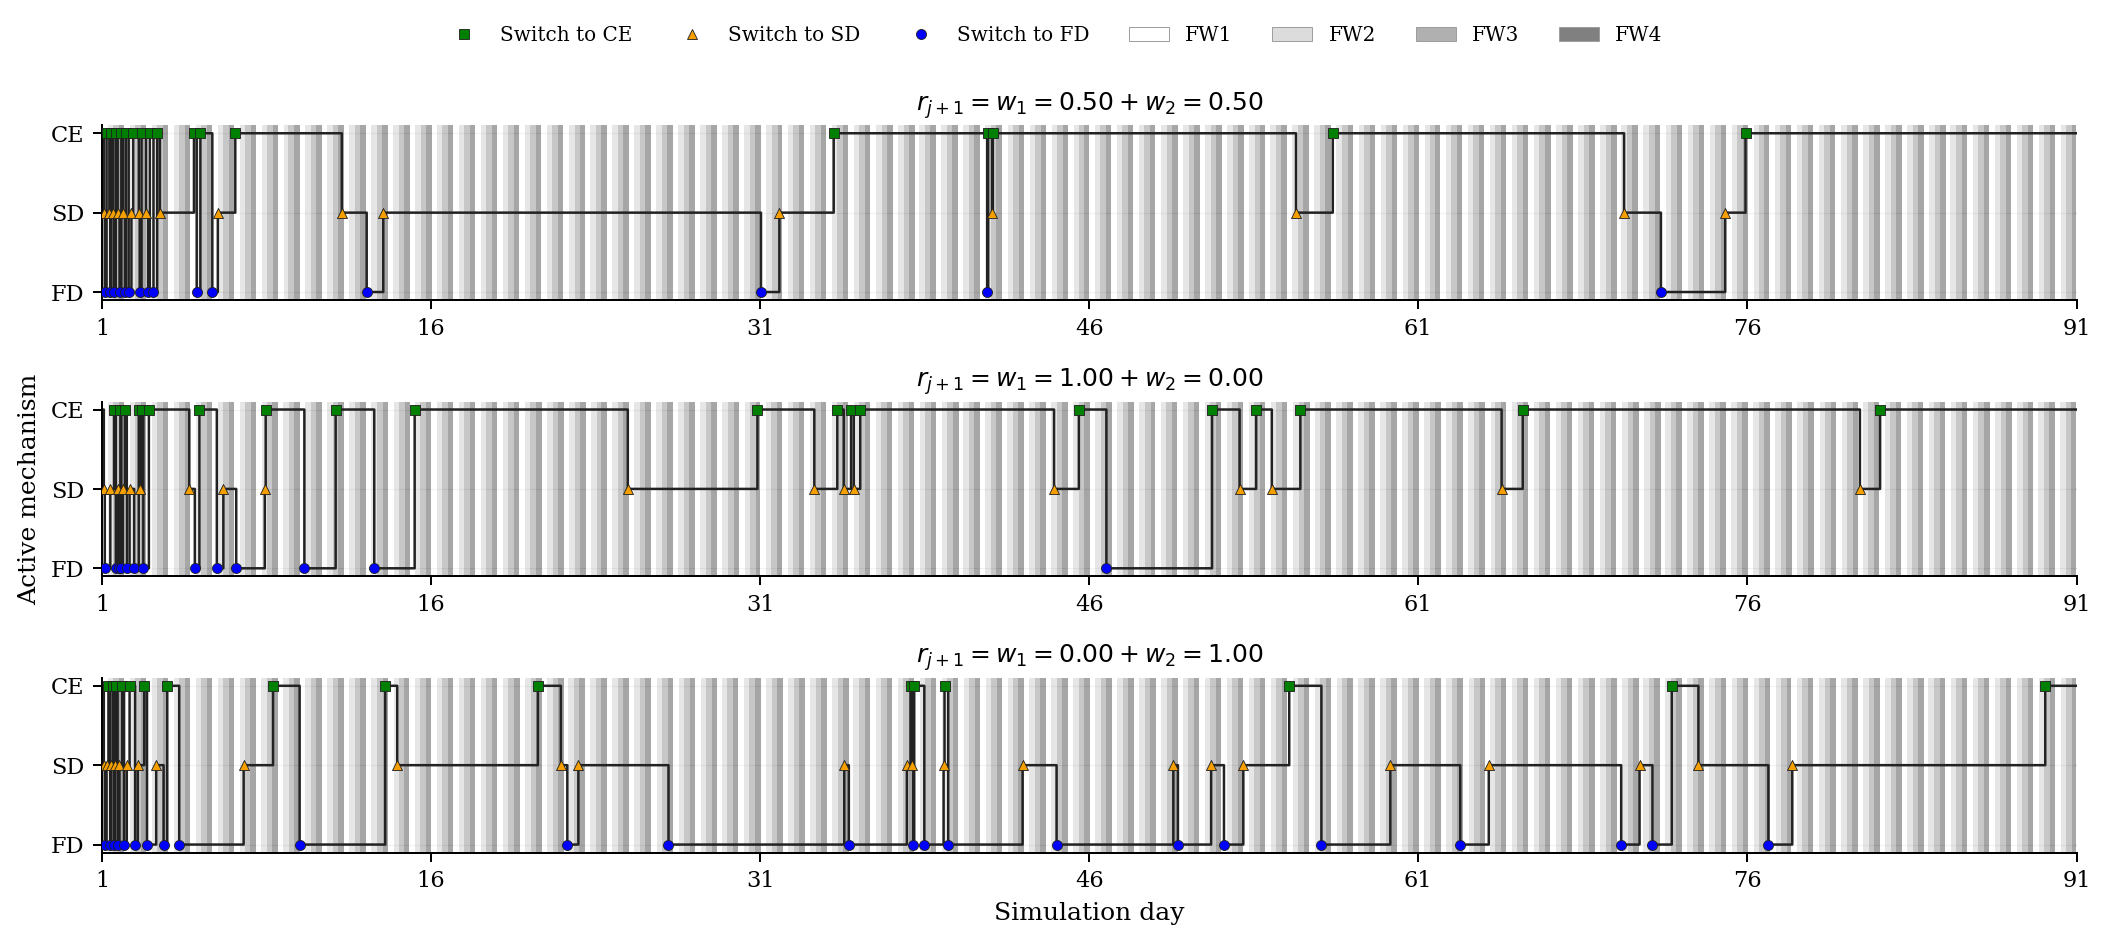 Switch to CE Switch to SD Switch to FD FW1 FW2 FW3 FW4
r_{j+1} = w_1 = 0.50 + w_2 = 0.50
CE
SD
FD
1 16 31 46 61 76 91
r_{j+1} = w_1 = 1.00 + w_2 = 0.00
Active mechanism
CE
SD
FD
1 16 31 46 61 76 91
r_{j+1} = w_1 = 0.00 + w_2 = 1.00
CE
SD
FD
1 16 31 46 61 76 91
Simulation day